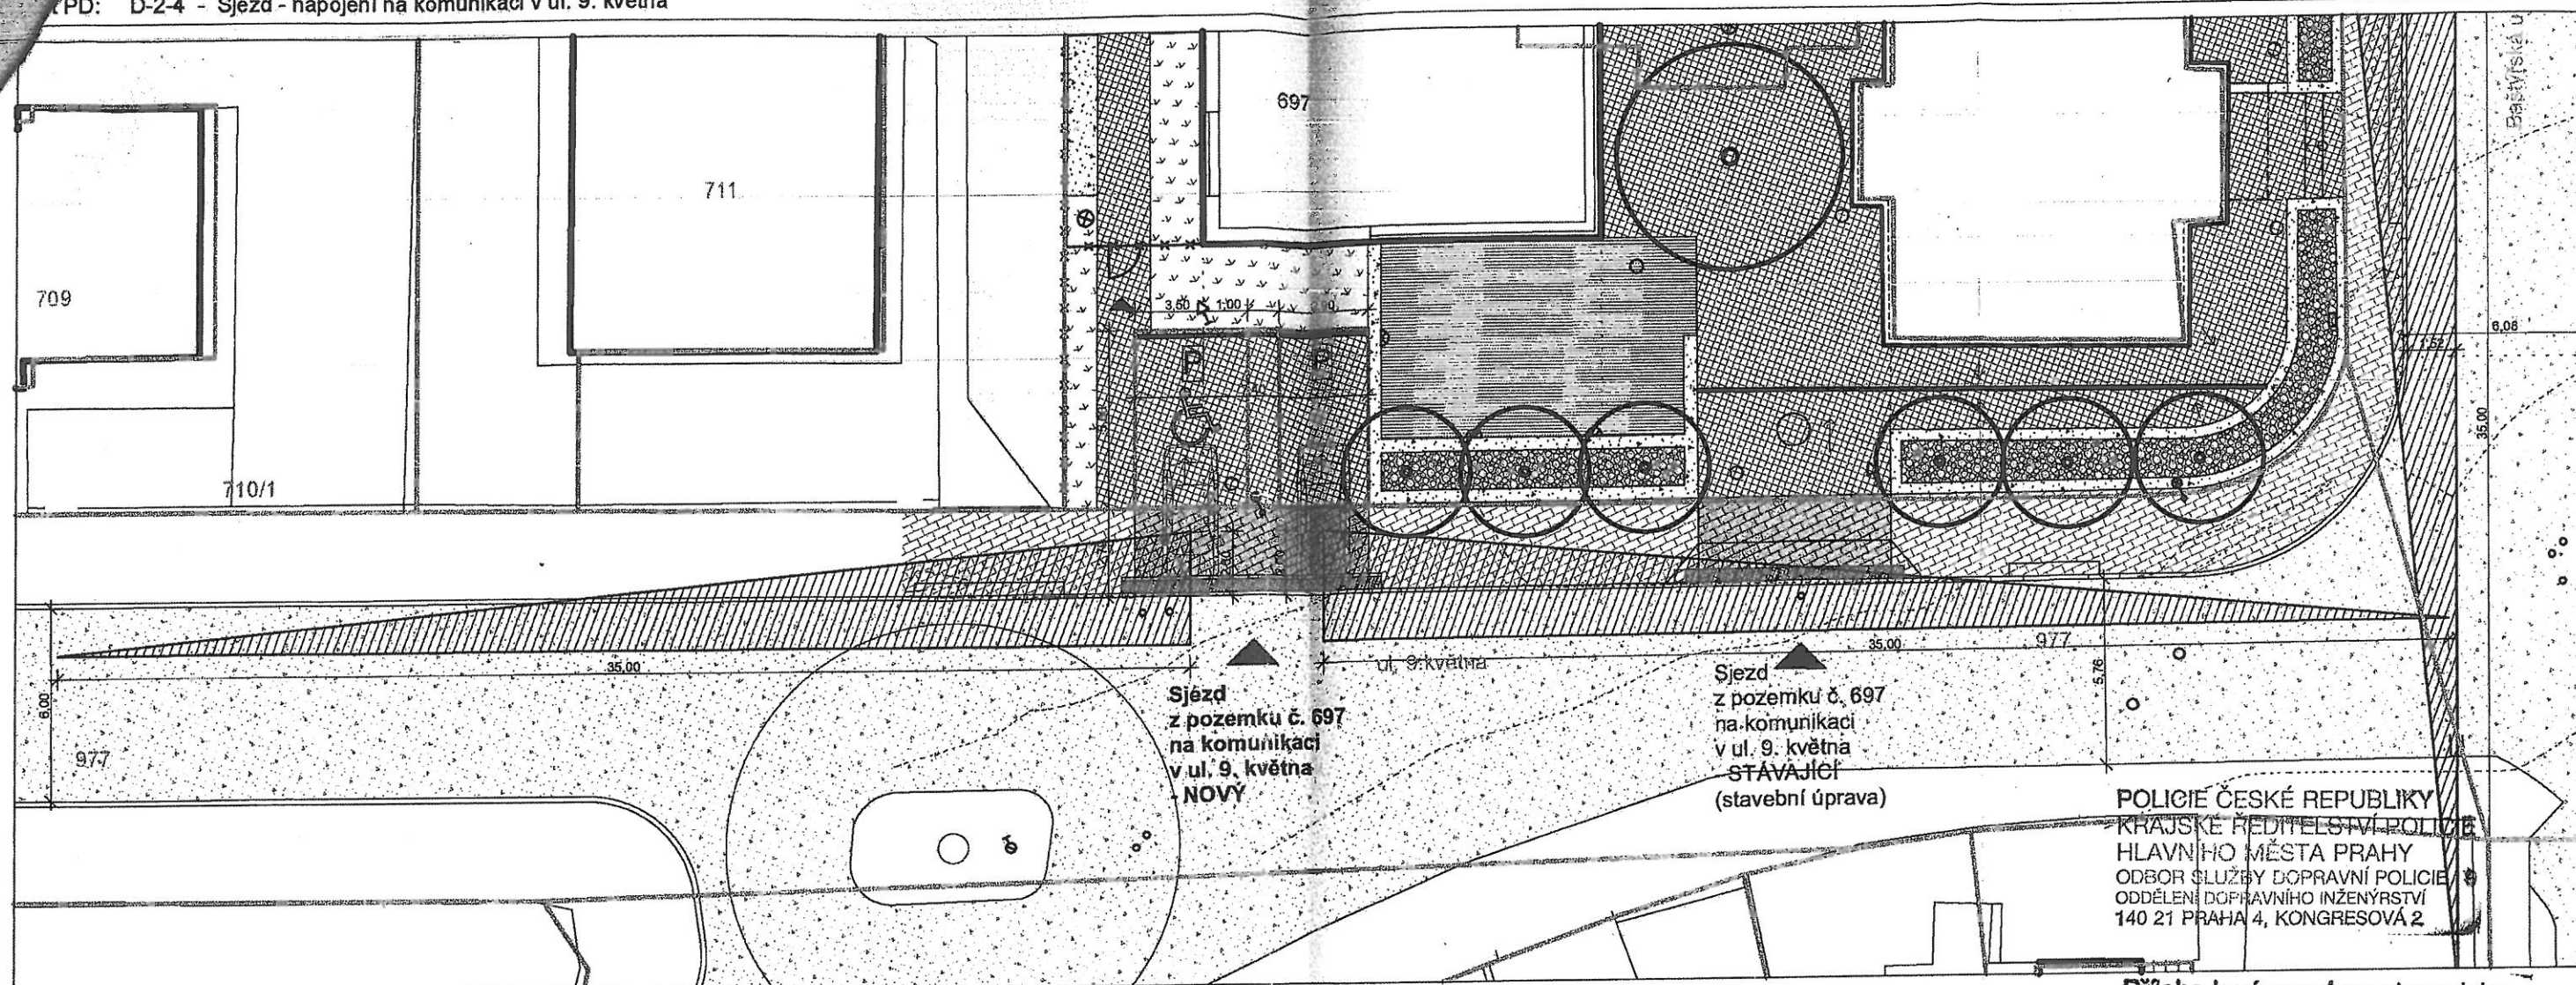 PD: D-2-4 - Sjezd - napojení na komunikaci v ul. 9. května
697
711
709
3,50 1,00
6,08
1,52
P P
35,00
710/1
35,00
35,00
977
ul. 9. května
5,76
6,00
977
Sjezd
z pozemku č. 697
na komunikaci
v ul. 9. května
- NOVÝ
Sjezd
z pozemku č. 697
na komunikaci
v ul. 9. května
- STÁVAJÍCÍ
(stavební úprava)
POLICIE ČESKÉ REPUBLIKY
KRAJSKÉ ŘEDITELSTVÍ POLICIE
HLAVNÍHO MĚSTA PRAHY
ODBOR SLUŽBY DOPRAVNÍ POLICIE
ODDĚLENÍ DOPRAVNÍHO INŽENÝRSTVÍ
140 21 PRAHA 4, KONGRESOVÁ 2